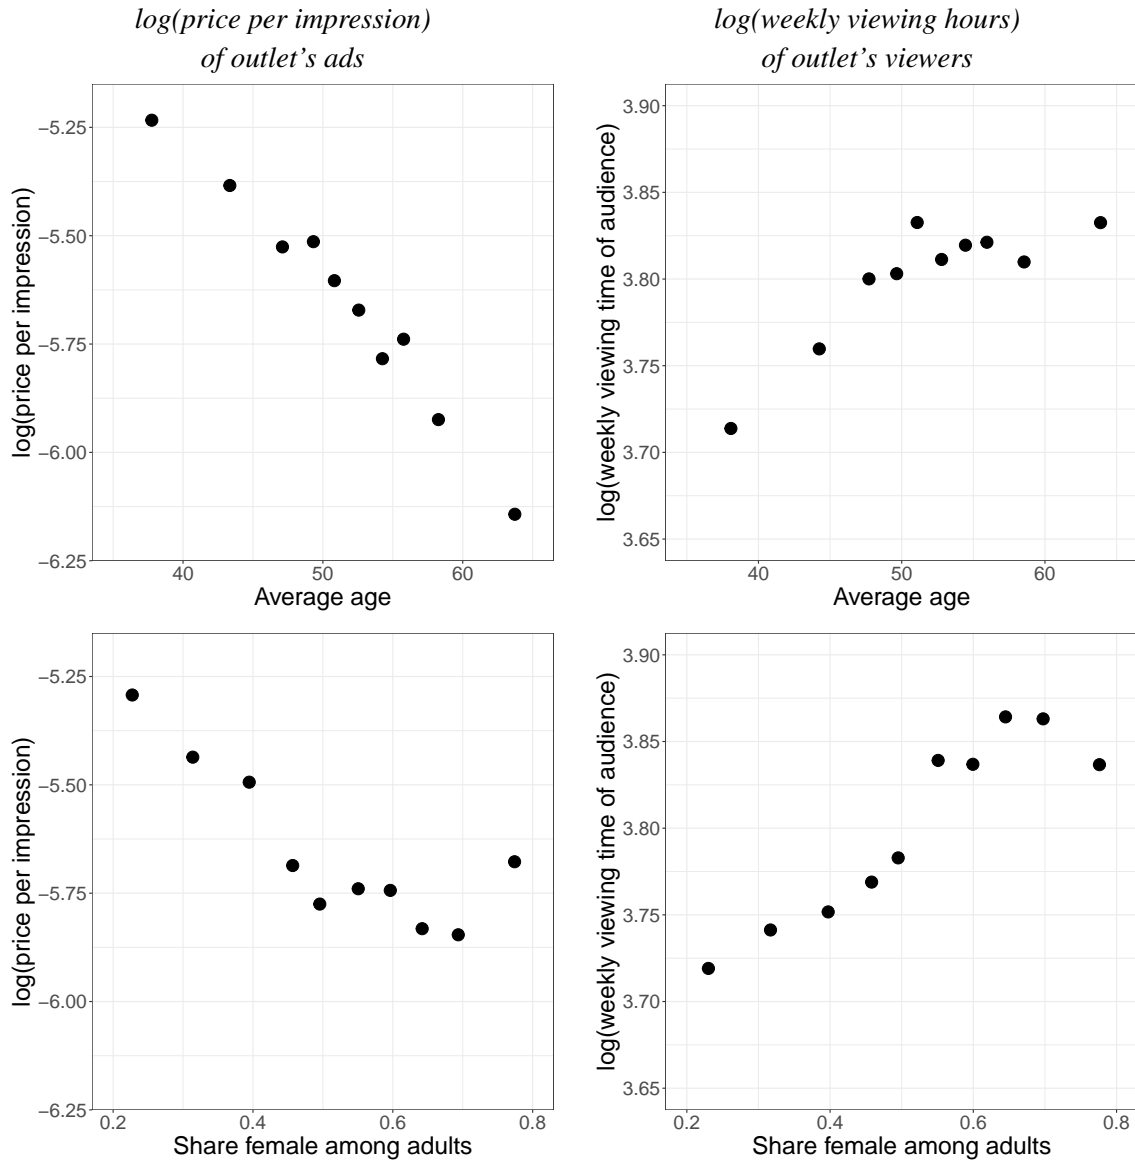 log(price per impression)
of outlet's ads
log(weekly viewing hours)
of outlet's viewers
log(price per impression)
−5.25
−5.50
−5.75
−6.00
−6.25
40 50 60
Average age
log(weekly viewing time of audience)
3.90
3.85
3.80
3.75
3.70
3.65
40 50 60
Average age
log(price per impression)
−5.25
−5.50
−5.75
−6.00
−6.25
0.2 0.4 0.6 0.8
Share female among adults
log(weekly viewing time of audience)
3.90
3.85
3.80
3.75
3.70
3.65
0.2 0.4 0.6 0.8
Share female among adults